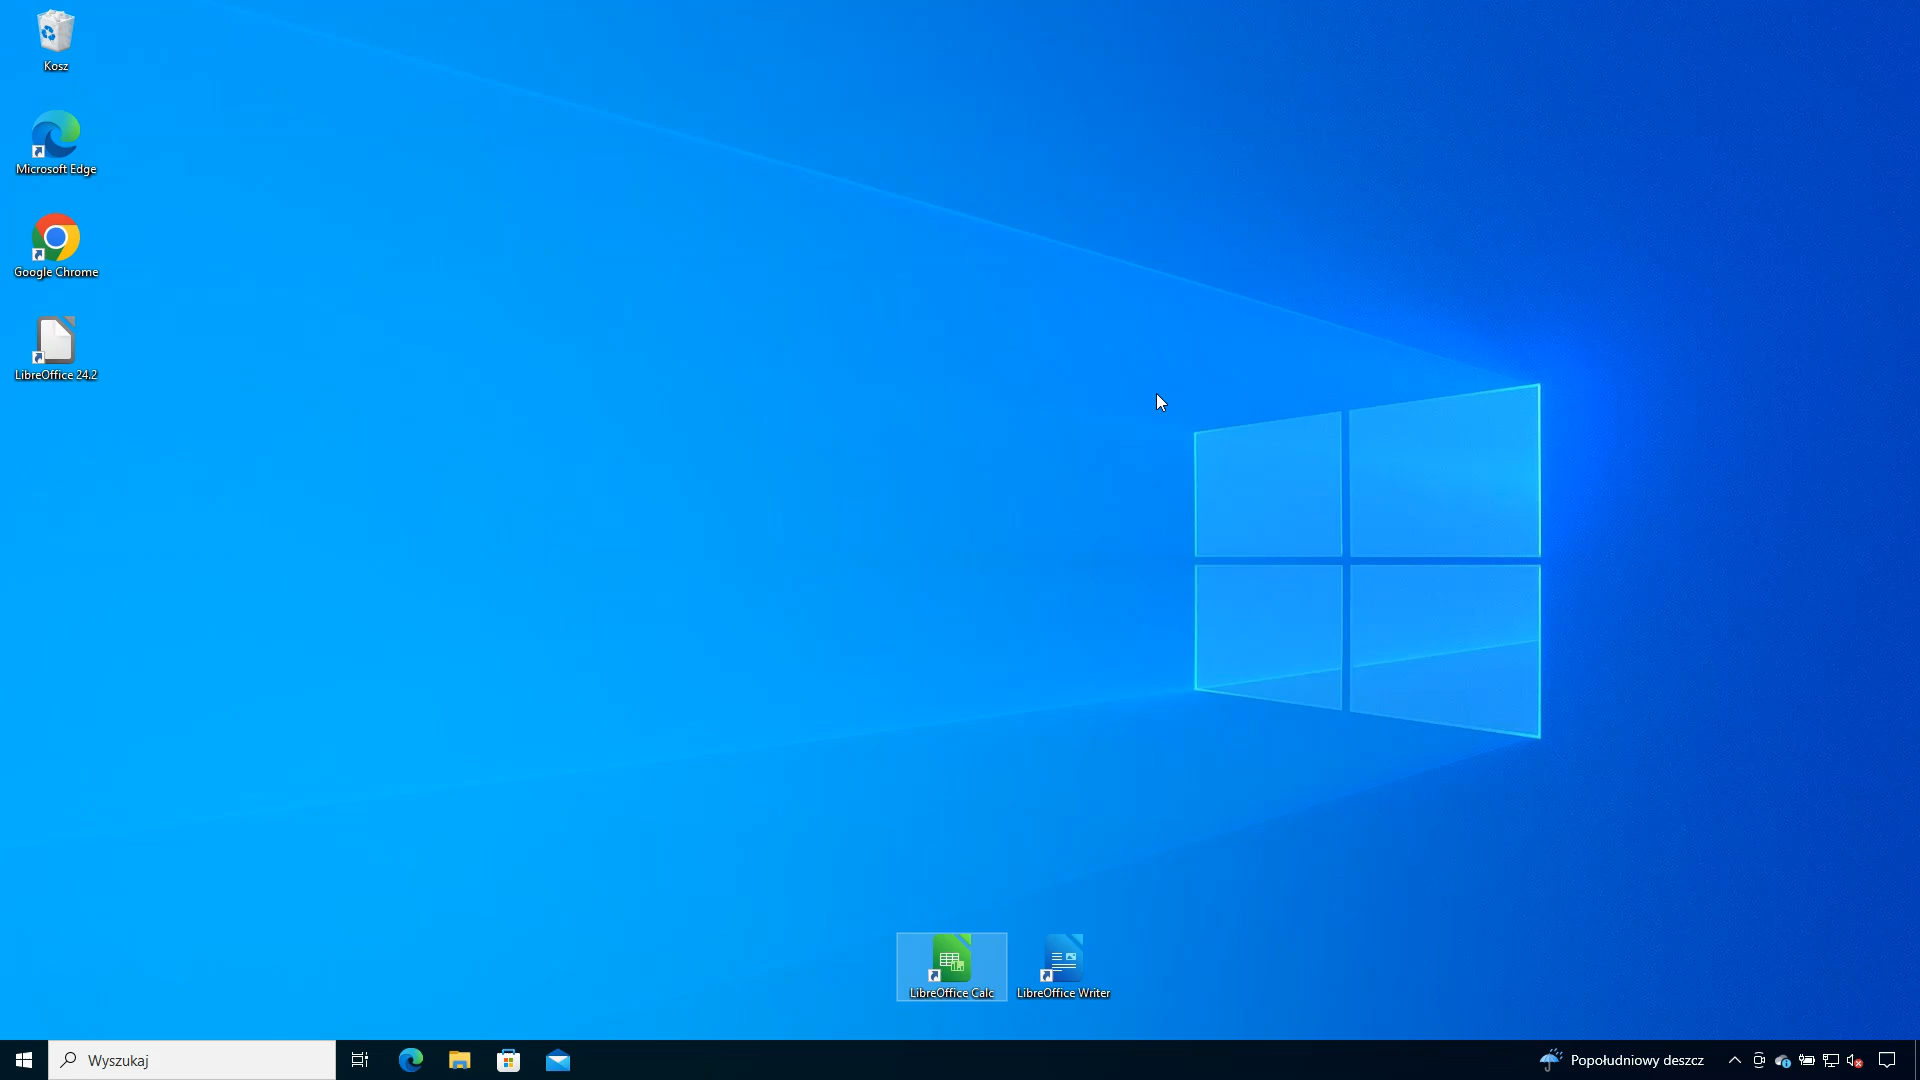 Kosz
Microsoft Edge
Google Chrome
LibreOffice 24.2
LibreOffice Calc
LibreOffice Writer
Wyszukaj
Popołudniowy deszcz